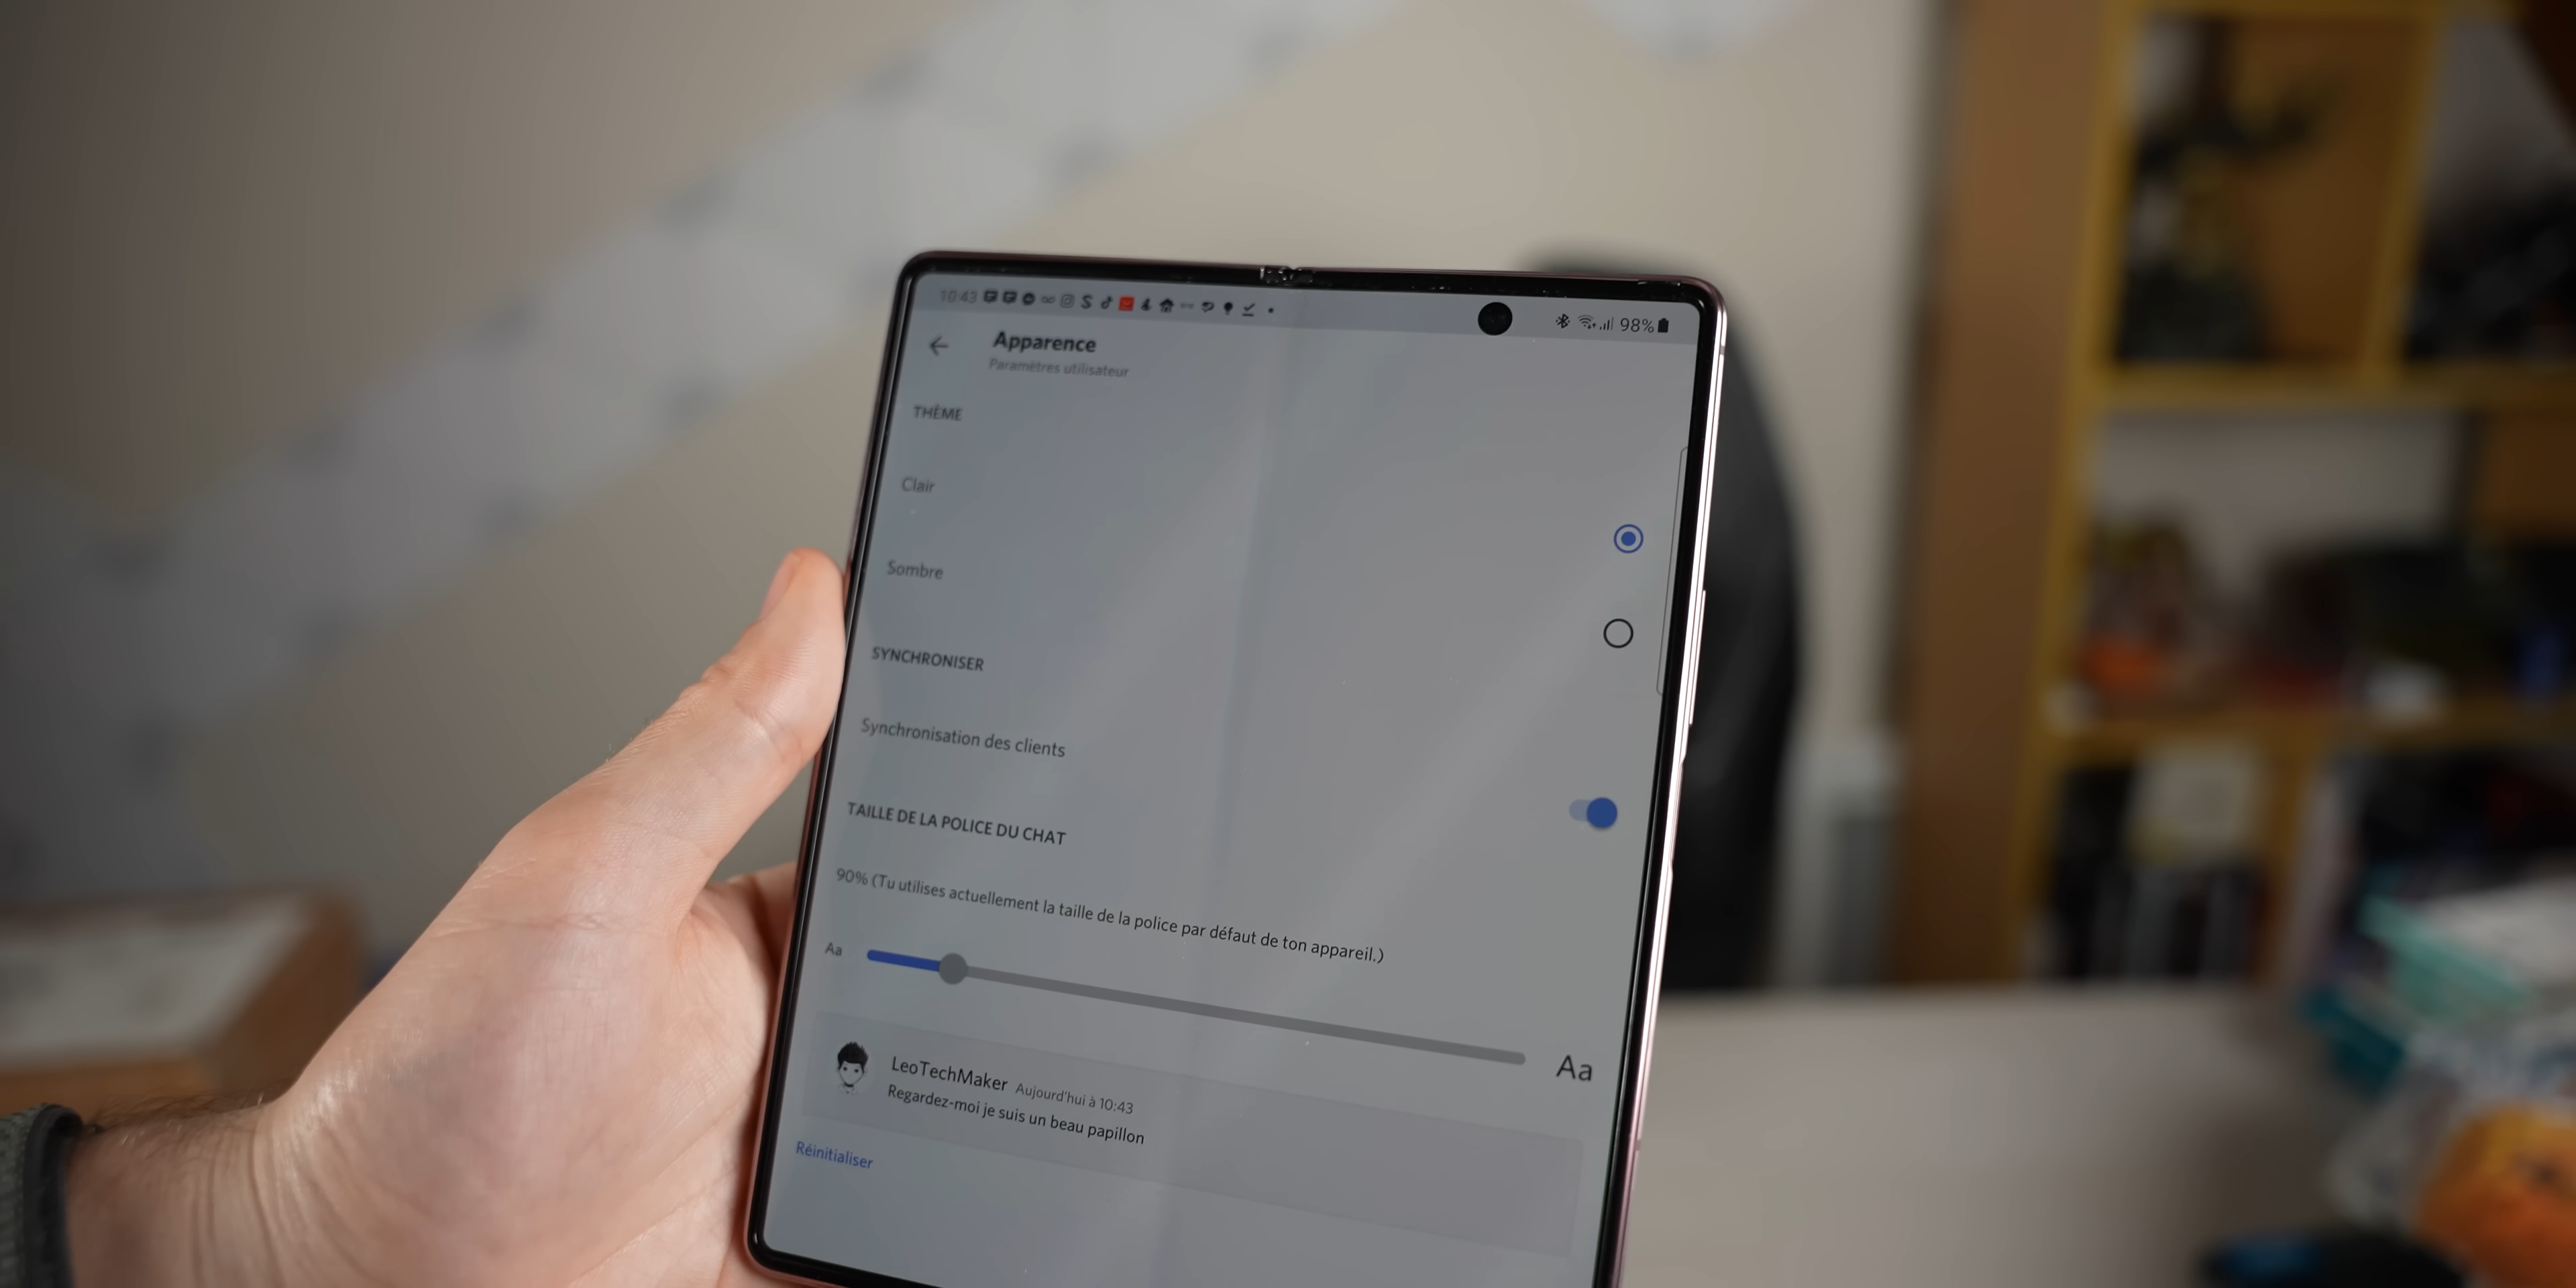 10:43
98%
Apparence
Paramètres utilisateur
THÈME
Clair
Sombre
SYNCHRONISER
Synchronisation des clients
TAILLE DE LA POLICE DU CHAT
90% (Tu utilises actuellement la taille de la police par défaut de ton appareil.)
Aa
Aa
LeoTechMaker Aujourd'hui à 10:43
Regardez-moi je suis un beau papillon
Réinitialiser